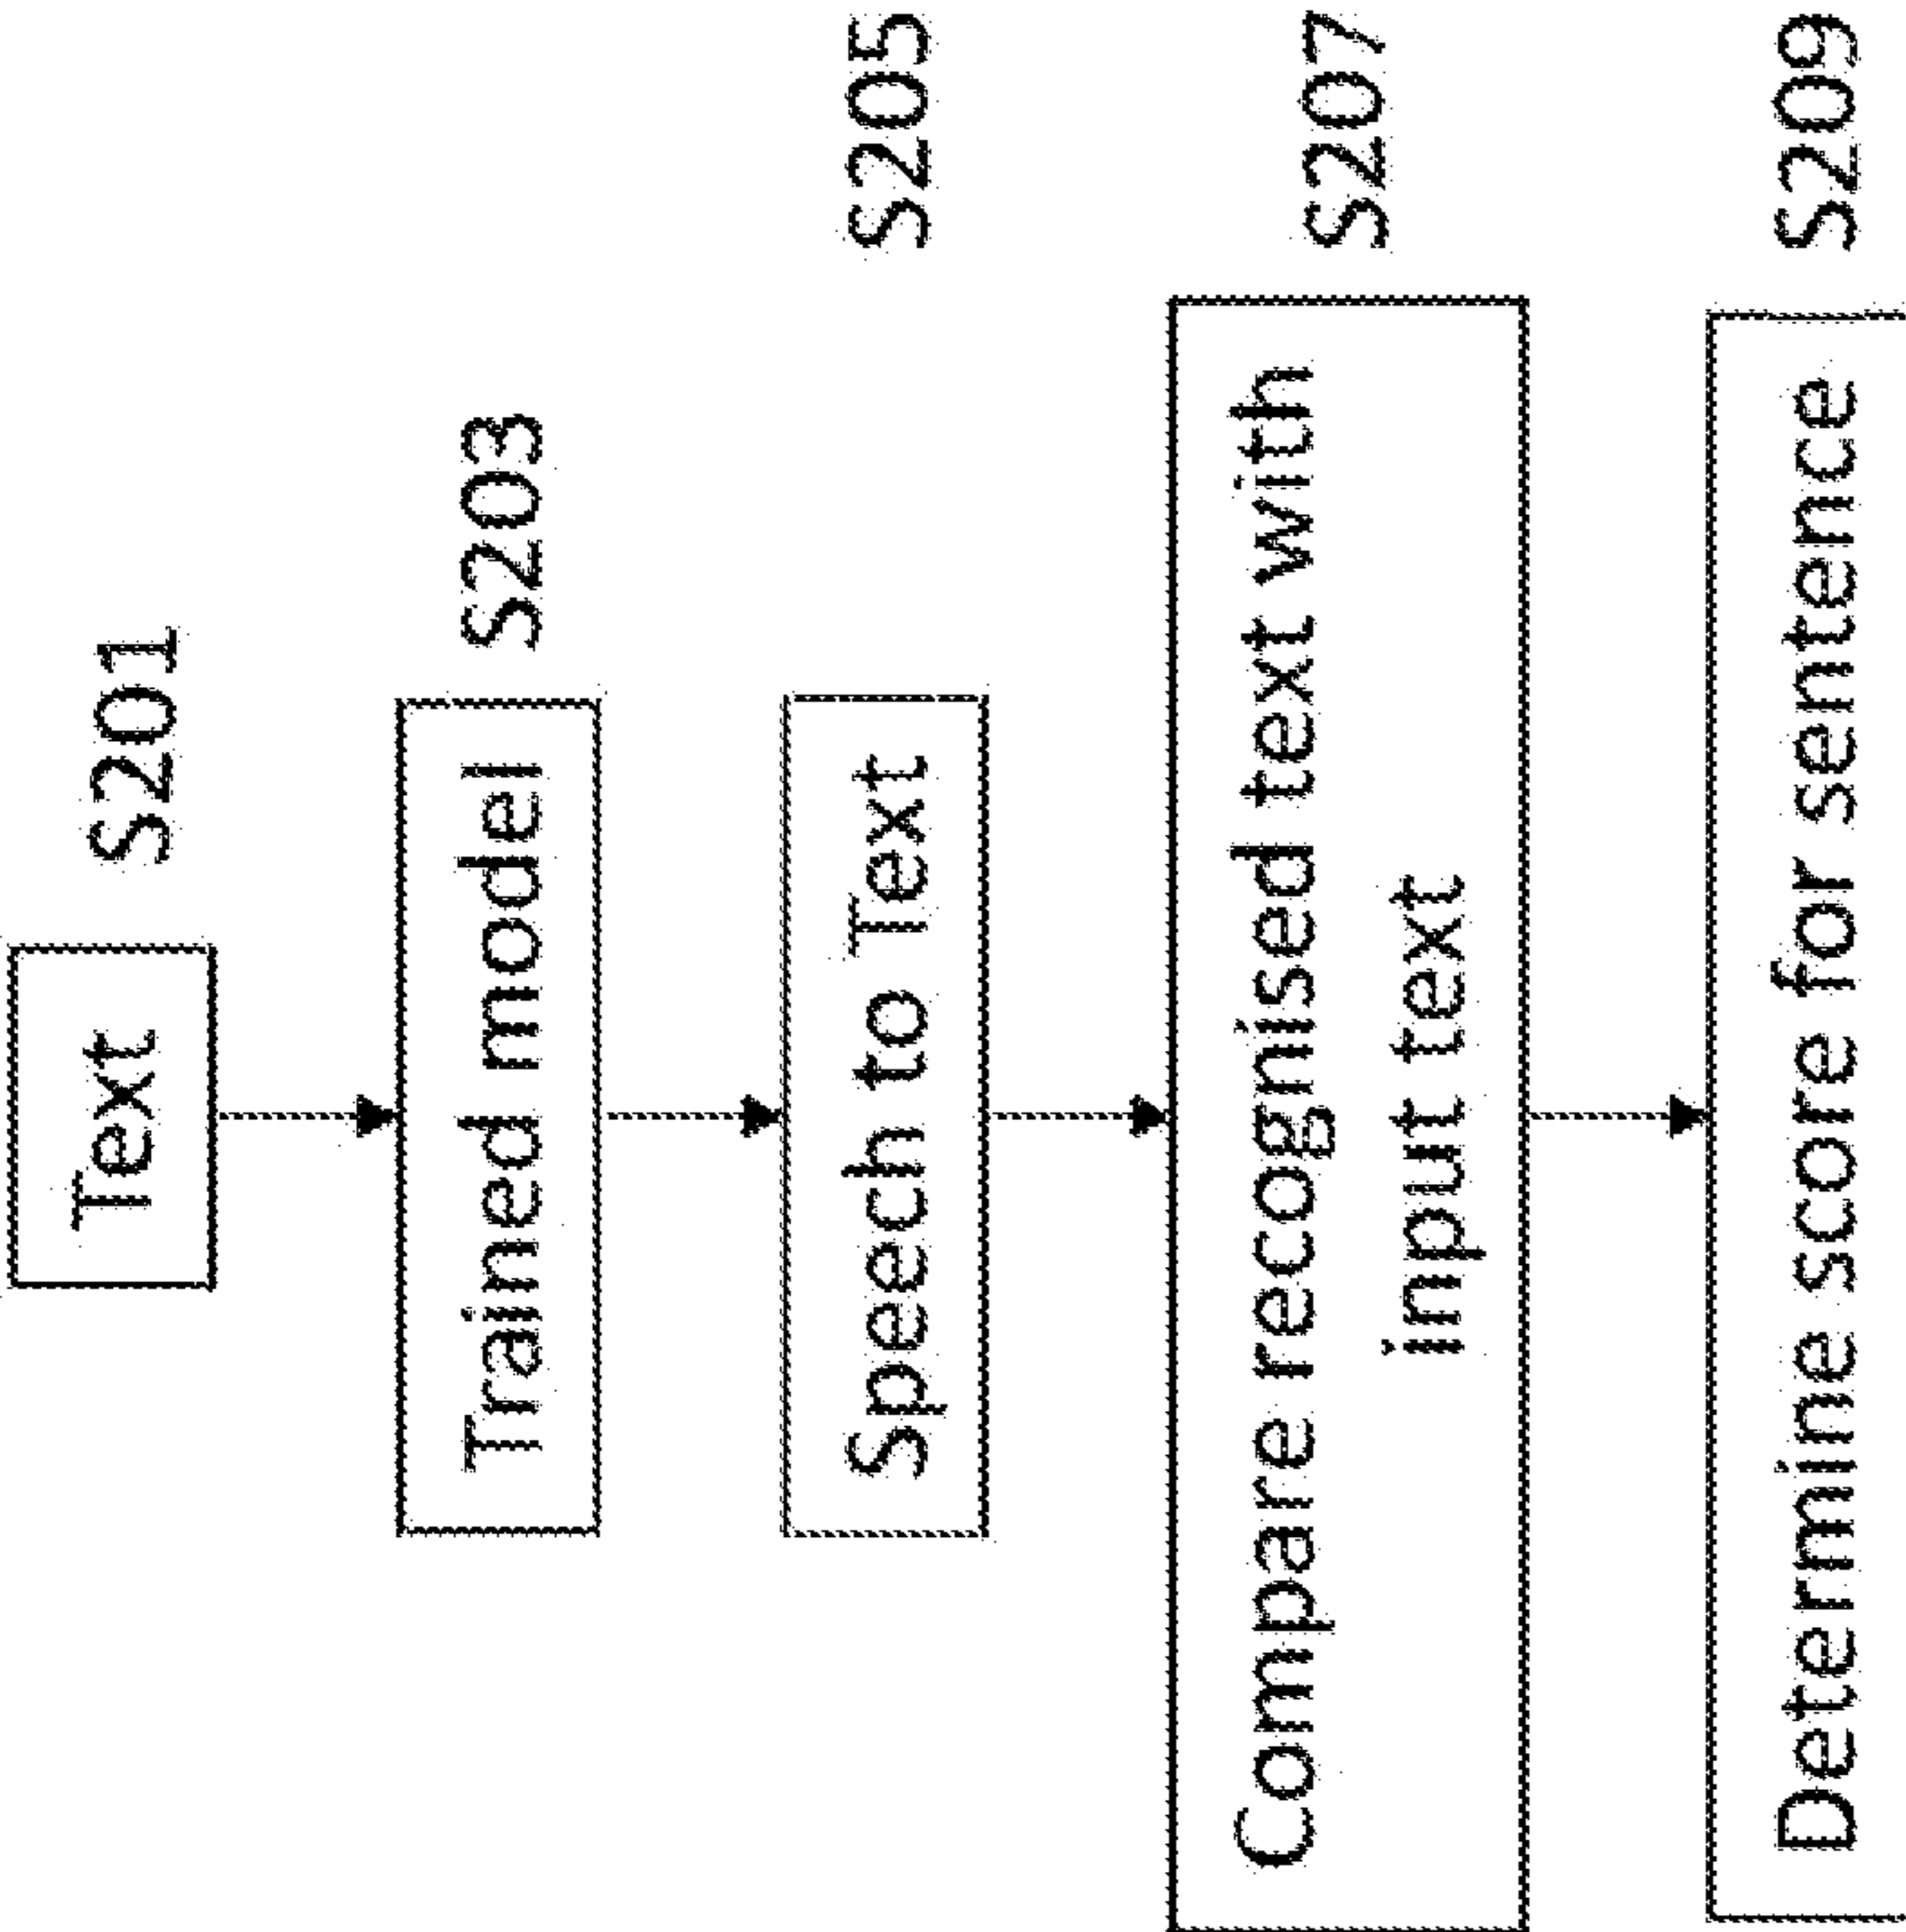 Text S201
Trained model S203
Speech to Text S205
Compare recognised text with S207
input text
Determine score for sentence S209